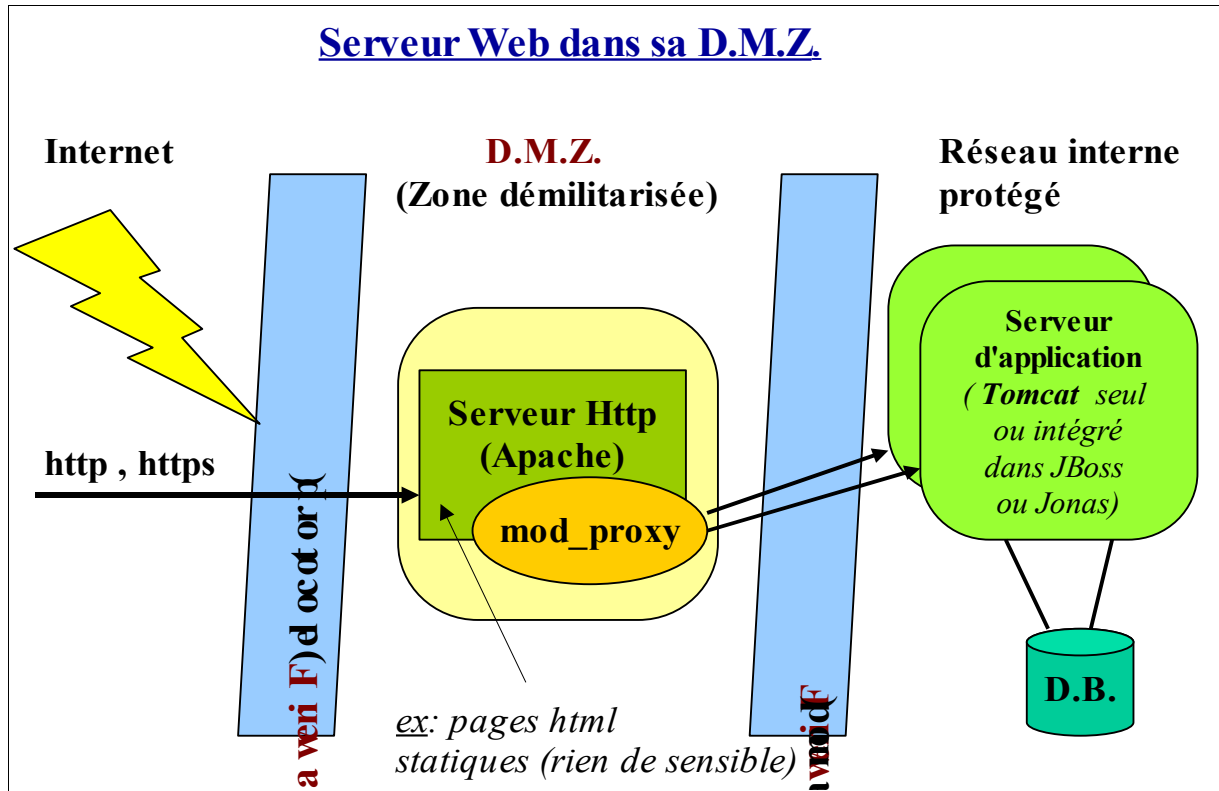 Serveur Web dans sa D.M.Z.
Internet
D.M.Z.
(Zone démilitarisée)
Réseau interne
protégé
http , https
Serveur Http
(Apache)
mod_proxy
Serveur
d'application
( Tomcat seul
ou intégré
dans JBoss
ou Jonas)
D.B.
ex: pages html
statiques (rien de sensible)